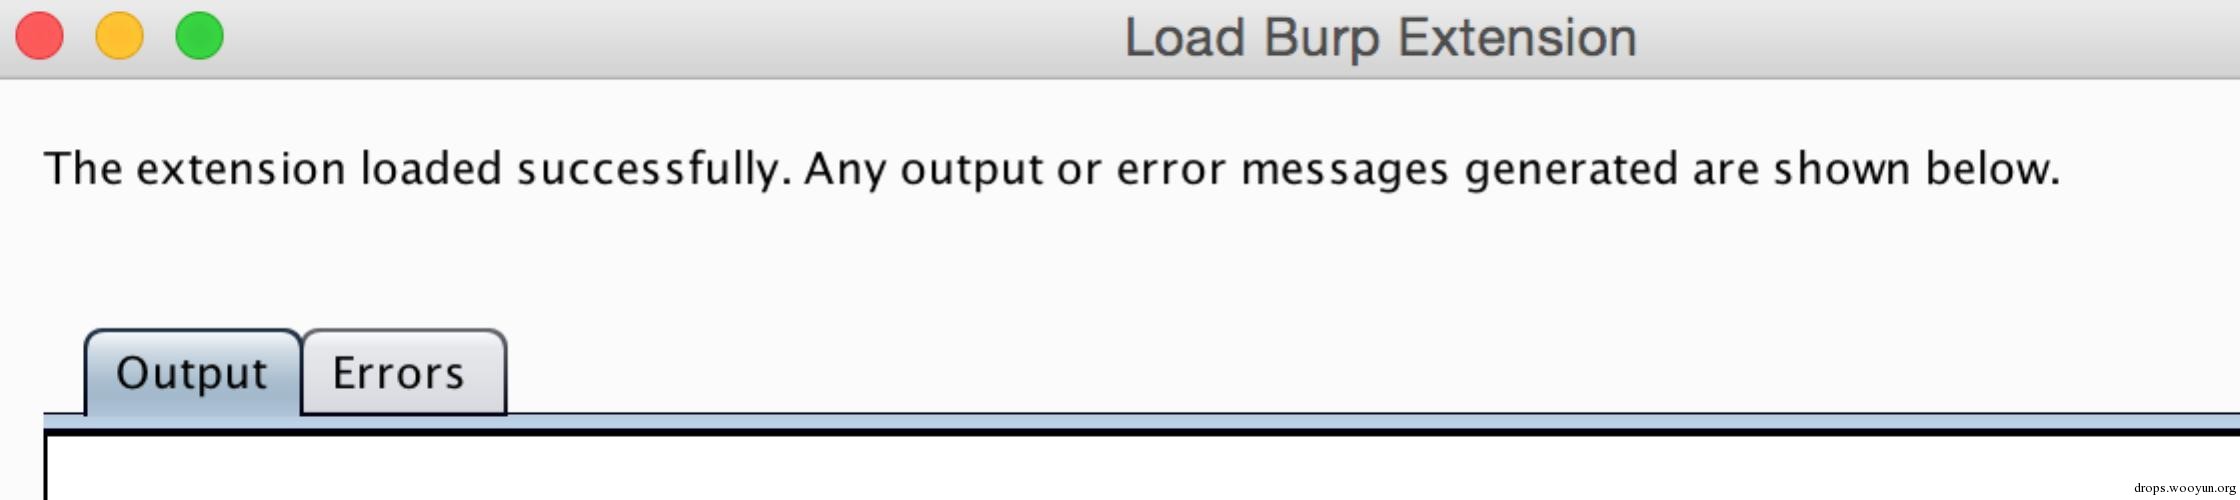 Load Burp Extension
The extension loaded successfully. Any output or error messages generated are shown below.
Output Errors
drops.wooyun.org